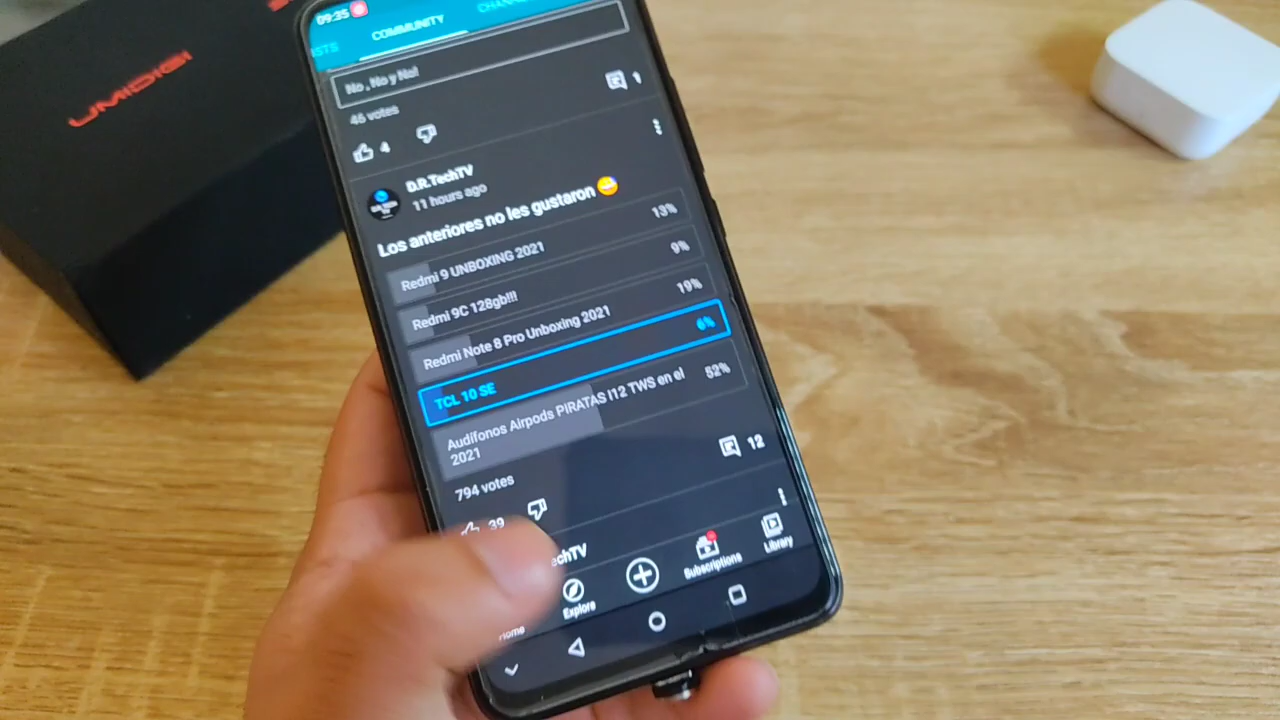 UMIDIGI
09:35
COMMUNITY
No, No y No!
1
46 votes
4
D.R.TechTV
11 hours ago
Los anteriores no les gustaron
Redmi 9 UNBOXING 2021
13%
Redmi 9C 128gb!!!
9%
Redmi Note 8 Pro Unboxing 2021
19%
TCL 10 SE
6%
Audífonos Airpods PIRATAS I12 TWS en el
2021
52%
794 votes
12
39
Explore
Subscriptions
Library